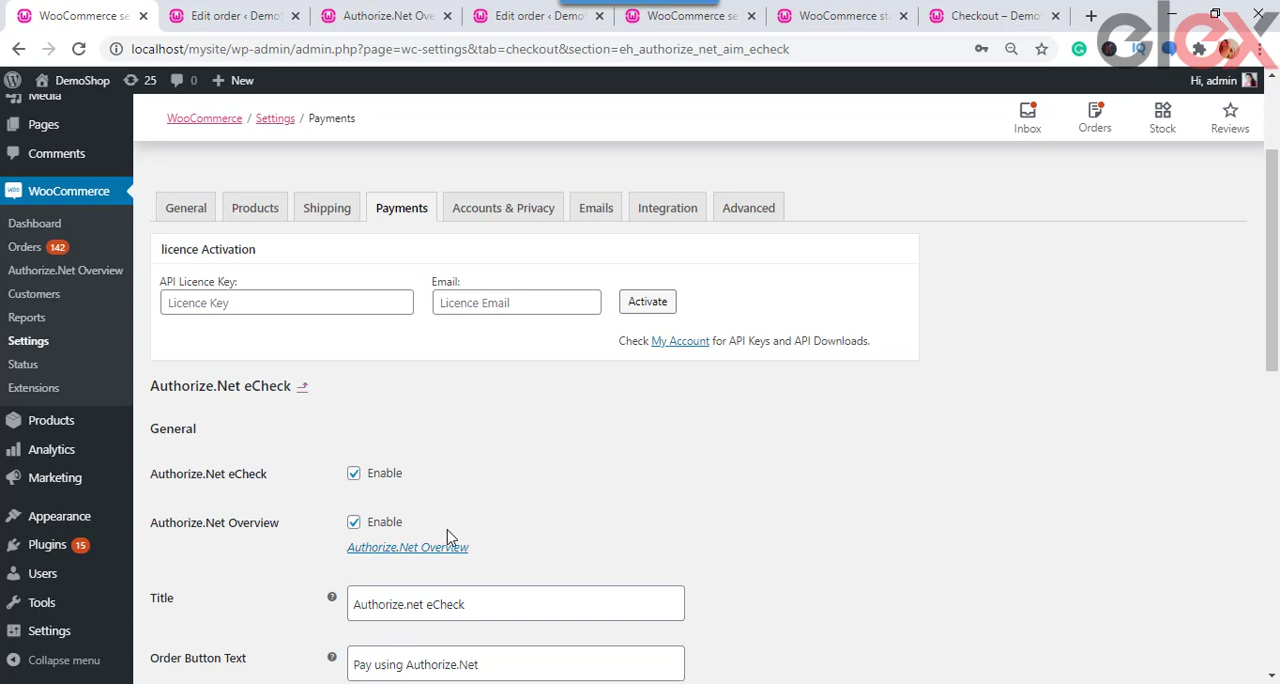 WooCommerce se
Edit order ‹ Demo
Authorize.Net Ove
Edit order ‹ Demo
WooCommerce se
WooCommerce sta
Checkout – Demo
localhost/mysite/wp-admin/admin.php?page=wc-settings&tab=checkout&section=eh_authorize_net_aim_echeck
elex
DemoShop 25 0 New
Hi, admin
Media
Pages
Comments
WooCommerce
Dashboard
Orders 142
Authorize.Net Overview
Customers
Reports
Settings
Status
Extensions
Products
Analytics
Marketing
Appearance
Plugins 15
Users
Tools
Settings
Collapse menu
WooCommerce / Settings / Payments
Inbox
Orders
Stock
Reviews
General
Products
Shipping
Payments
Accounts & Privacy
Emails
Integration
Advanced
licence Activation
API Licence Key:
Email:
Licence Key
Licence Email
Activate
Check My Account for API Keys and API Downloads.
Authorize.Net eCheck
General
Authorize.Net eCheck
Enable
Authorize.Net Overview
Enable
Authorize.Net Overview
Title
Authorize.net eCheck
Order Button Text
Pay using Authorize.Net